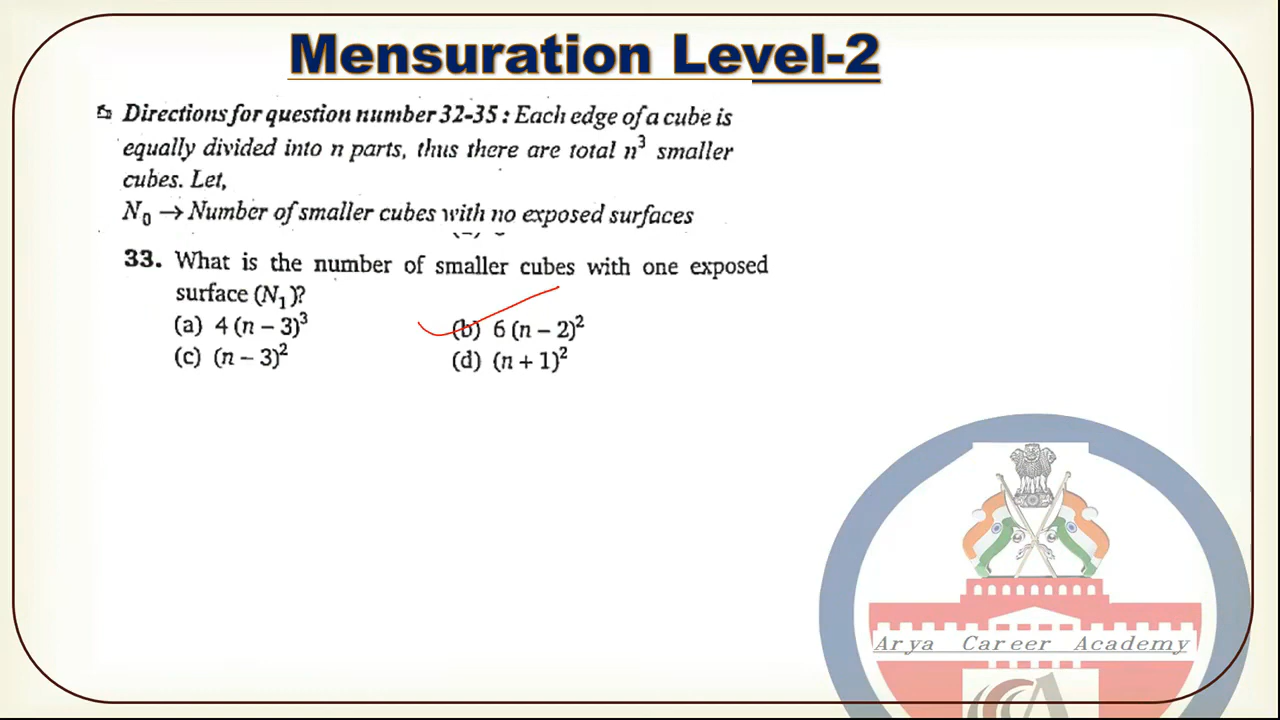 Mensuration Level-2
Directions for question number 32-35 : Each edge of a cube is
equally divided into n parts, thus there are total n³ smaller
cubes. Let,
N₀ → Number of smaller cubes with no exposed surfaces
33. What is the number of smaller cubes with one exposed
surface (N₁)?
(a) 4 (n – 3)³ (b) 6 (n – 2)²
(c) (n – 3)² (d) (n + 1)²
Arya Career Academy